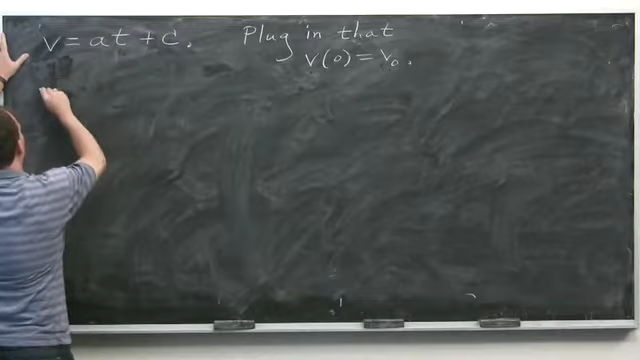 v = at + c. Plug in that
v(0) = v₀.